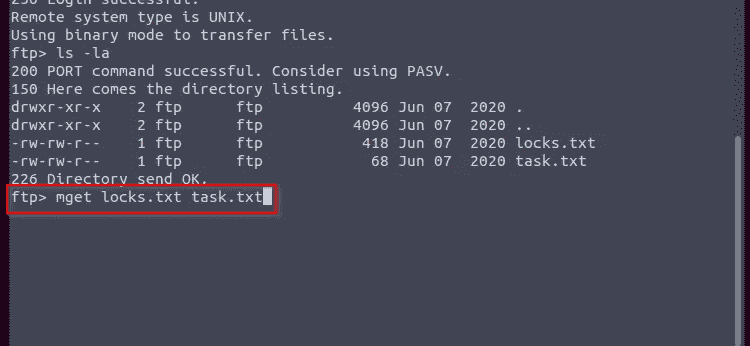 230 Login successful.
Remote system type is UNIX.
Using binary mode to transfer files.
ftp> ls -la
200 PORT command successful. Consider using PASV.
150 Here comes the directory listing.
drwxr-xr-x    2 ftp      ftp          4096 Jun 07  2020 .
drwxr-xr-x    2 ftp      ftp          4096 Jun 07  2020 ..
-rw-rw-r--    1 ftp      ftp           418 Jun 07  2020 locks.txt
-rw-rw-r--    1 ftp      ftp            68 Jun 07  2020 task.txt
226 Directory send OK.
ftp> mget locks.txt task.txt